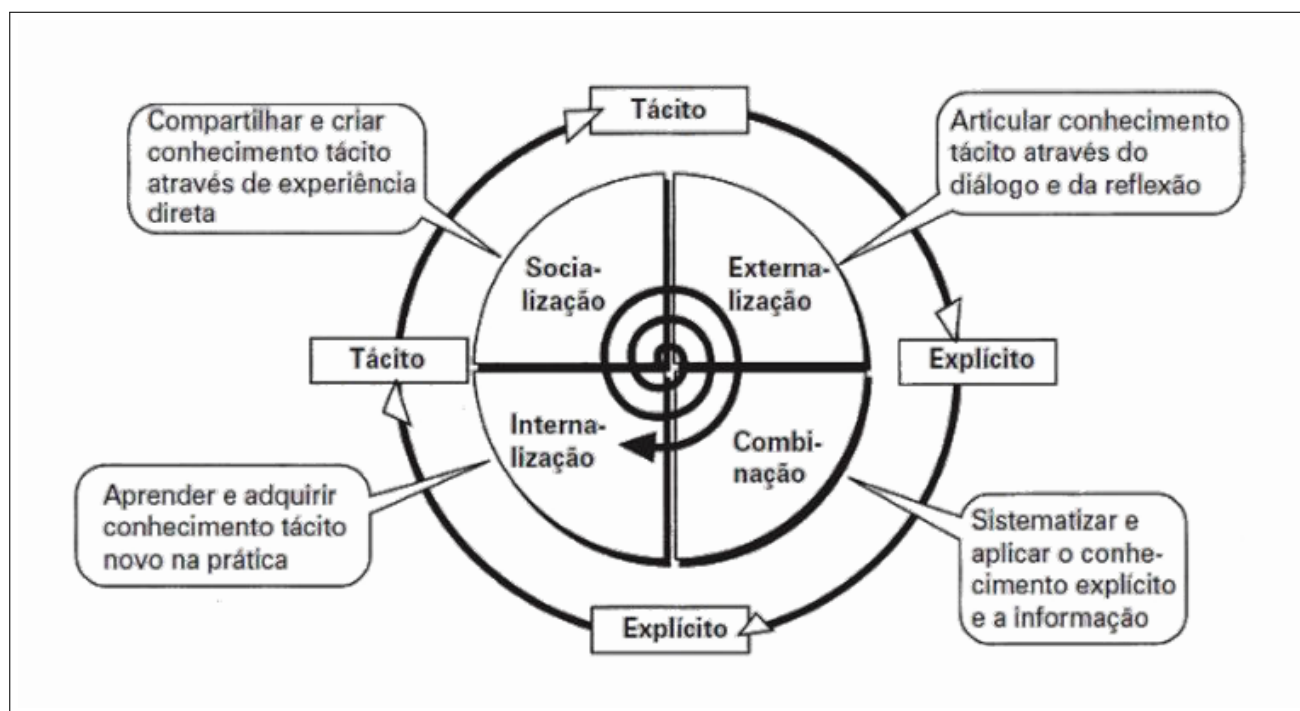 Tácito
Compartilhar e criar
conhecimento tácito
através de experiência
direta
Articular conhecimento
tácito através do
diálogo e da reflexão
Socia-
lização
Externa-
lização
Tácito
Explícito
Interna-
lização
Combi-
nação
Aprender e adquirir
conhecimento tácito
novo na prática
Sistematizar e
aplicar o conhe-
cimento explícito
e a informação
Explícito